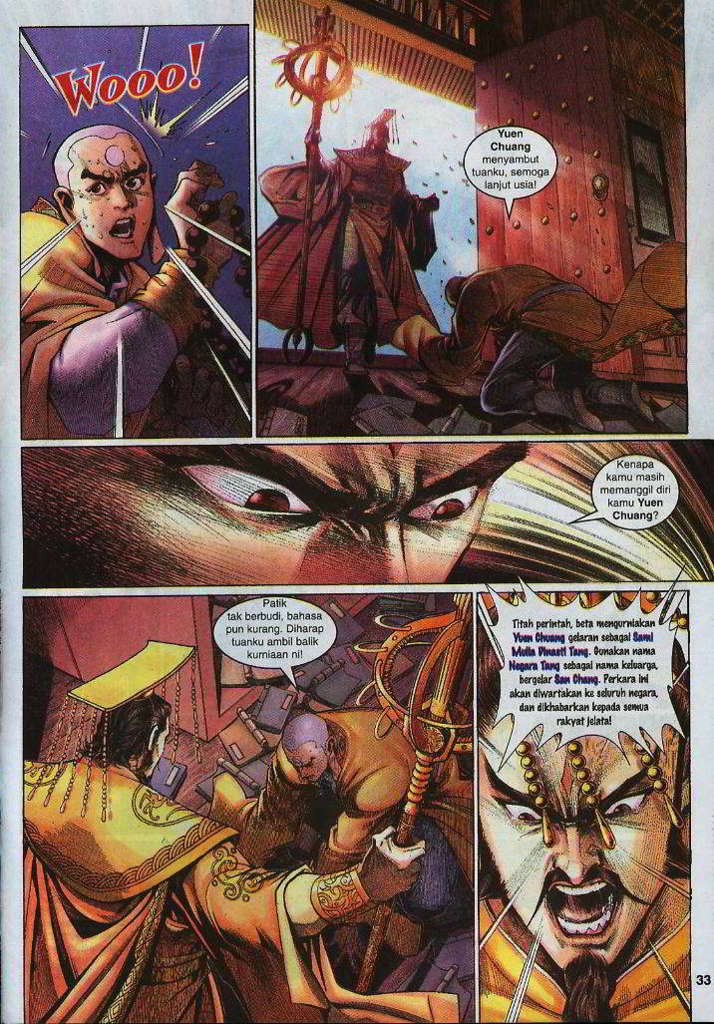 Wooo!
Yuen
Chuang
menyambut
tuanku, semoga
lanjut usia!
Kenapa
kamu masih
memanggil diri
kamu Yuen
Chuang?
Patik
tak berbudi, bahasa
pun kurang. Diharap
tuanku ambil balik
kurniaan ni!
Titah perintah, beta mengurniakan
Yuen Chuang gelaran sebagai Sami
Mulia Dinasti Tang. Gunakan nama
Negara Tang sebagai nama keluarga,
bergelar San Chang. Perkara ini
akan diwartakan ke seluruh negara,
dan dikhabarkan kepada semua
rakyat jelata!
33